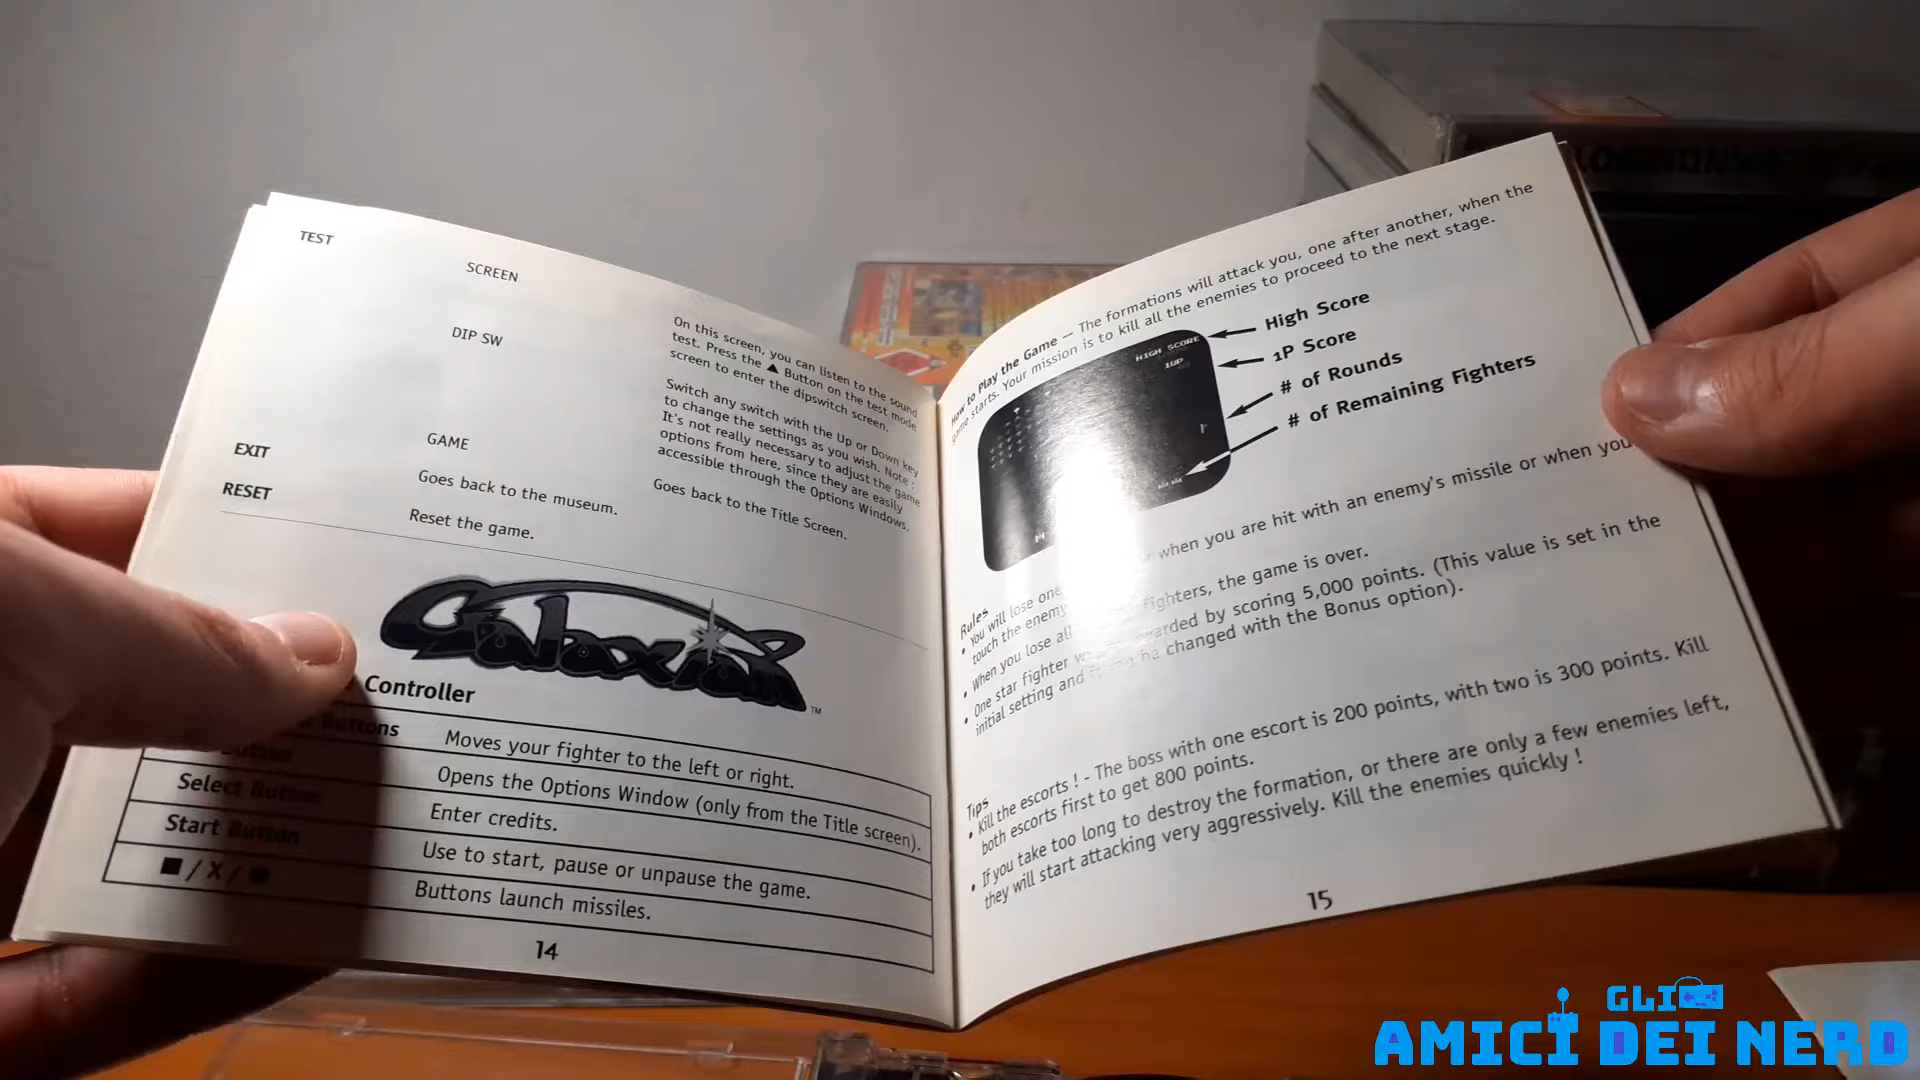 TEST
SCREEN
DIP SW
On this screen, you can listen to the sound
test. Press the ▲ Button on the test mode
screen to enter the dipswitch screen.
Switch any switch with the Up or Down key
to change the settings as you wish. Note :
It's not really necessary to adjust the game
options from here, since they are easily
accessible through the Options Windows.
EXIT
GAME
Goes back to the museum.
Goes back to the Title Screen.
RESET
Reset the game.
Galaxian™
Controller
Buttons
Moves your fighter to the left or right.
Button
Opens the Options Window (only from the Title screen).
Select Button
Enter credits.
Start Button
Use to start, pause or unpause the game.
■ / X / ●
Buttons launch missiles.
14
How to Play the Game — The formations will attack you, one after another, when the
game starts. Your mission is to kill all the enemies to proceed to the next stage.
HIGH SCORE
1UP
High Score
1P Score
# of Rounds
# of Remaining Fighters
Rules
• You will lose one when you are hit with an enemy's missile or when you
touch the enemy
• When you lose all fighters, the game is over.
• One star fighter awarded by scoring 5,000 points. (This value is set in the
initial setting and be changed with the Bonus option).
Tips
• Kill the escorts ! - The boss with one escort is 200 points, with two is 300 points. Kill
both escorts first to get 800 points.
• If you take too long to destroy the formation, or there are only a few enemies left,
they will start attacking very aggressively. Kill the enemies quickly !
15
GLI
AMICI DEI NERD